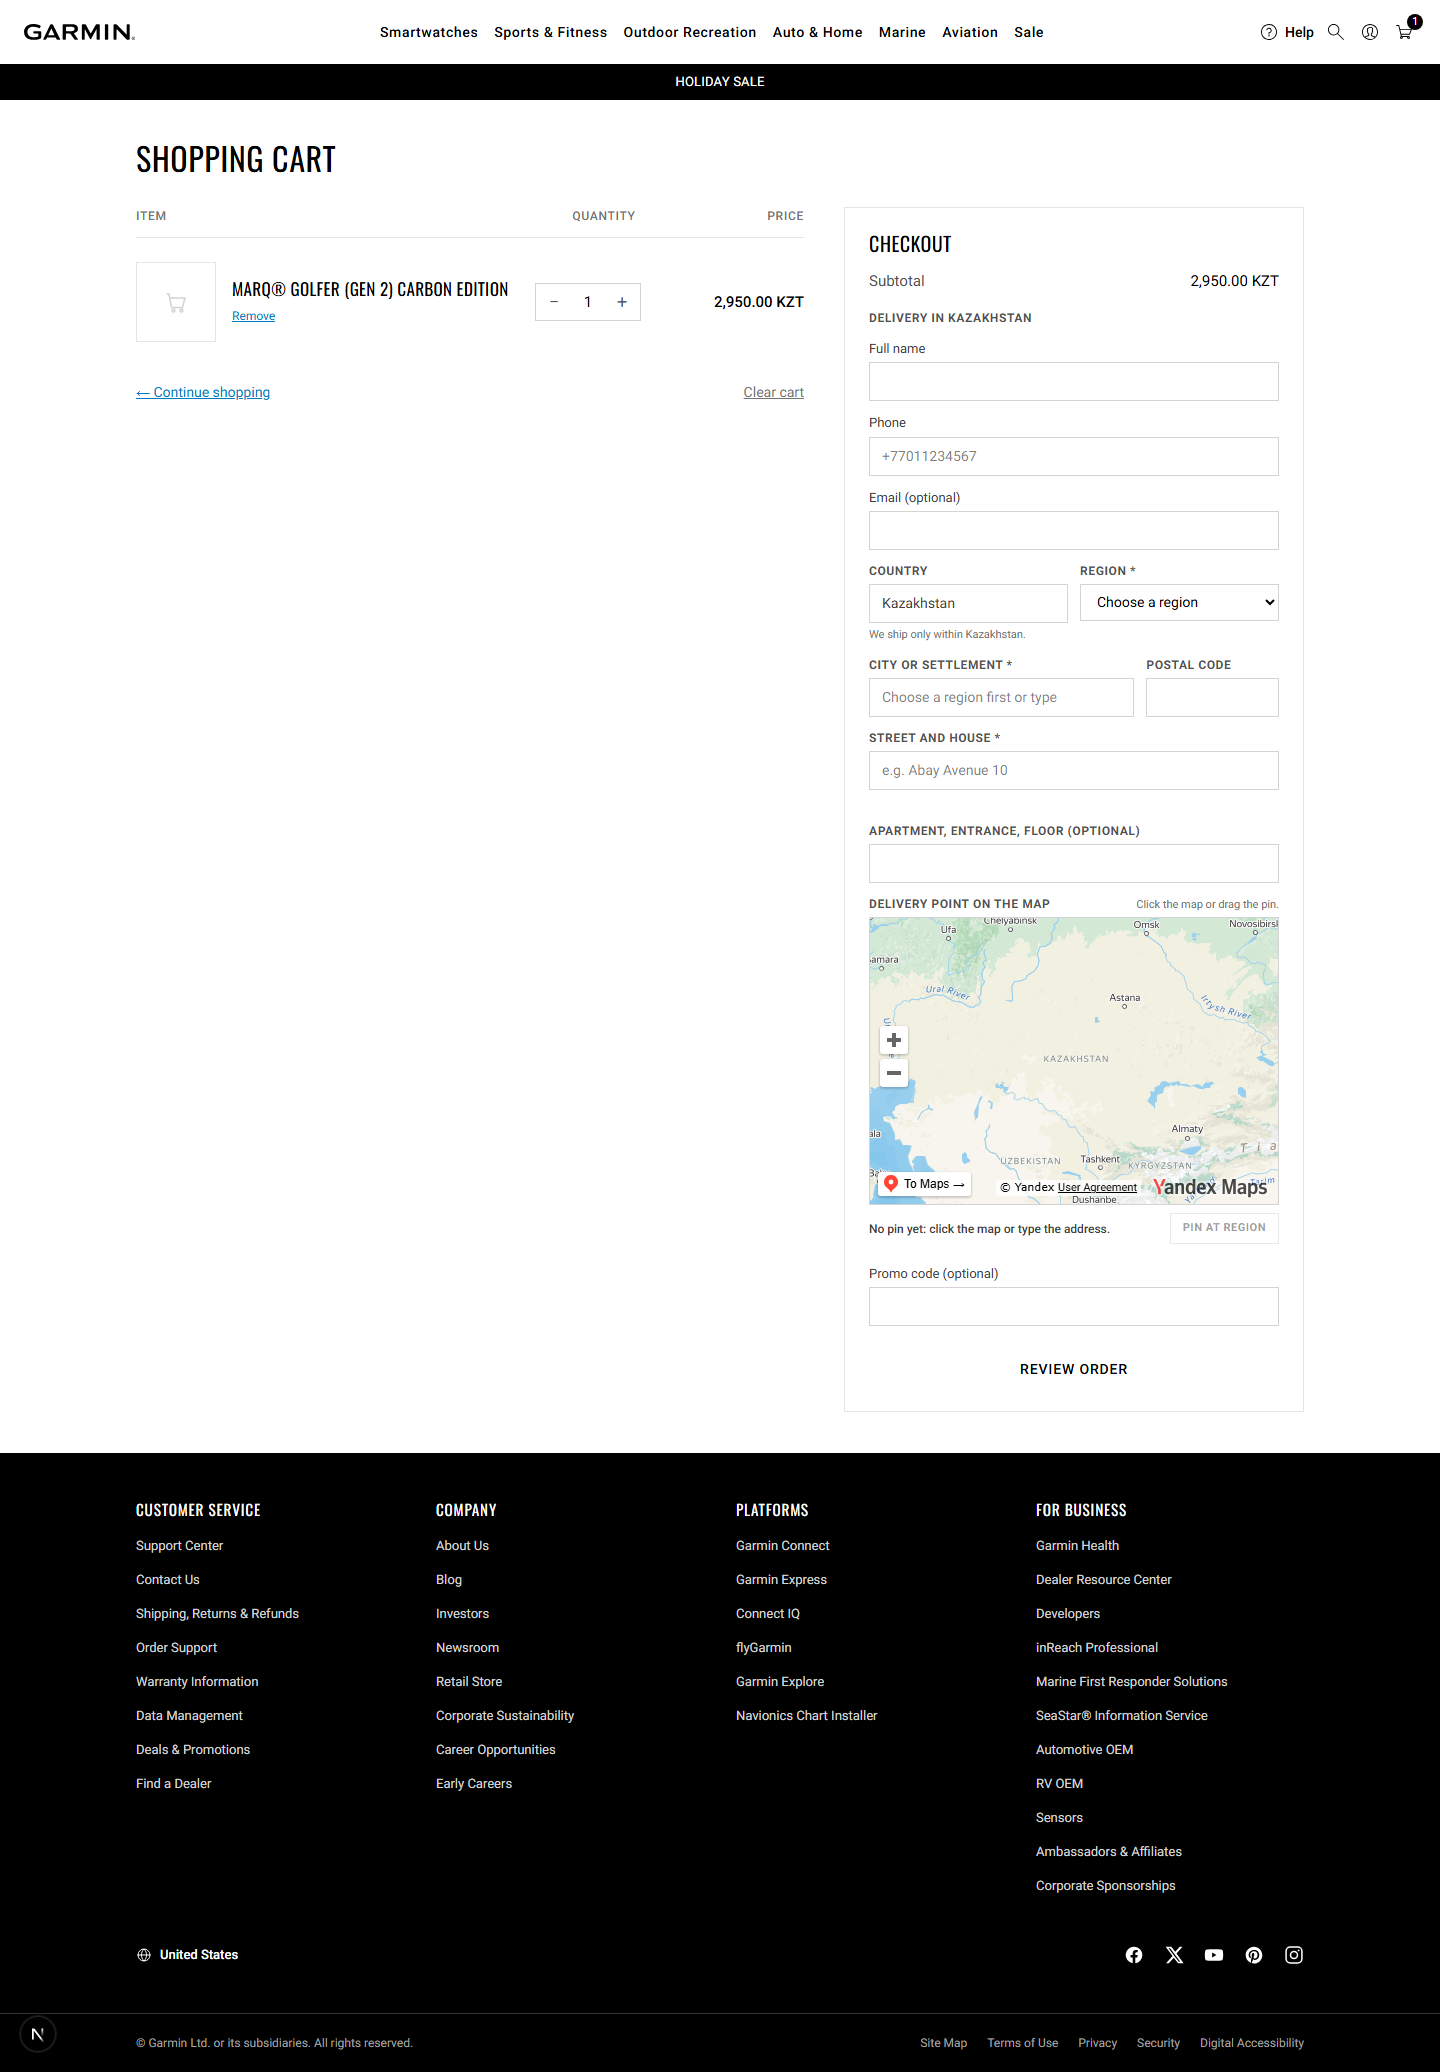 GARMIN
Smartwatches Sports & Fitness Outdoor Recreation Auto & Home Marine Aviation Sale
Help
1
HOLIDAY SALE
SHOPPING CART
ITEM QUANTITY PRICE
MARQ® GOLFER (GEN 2) CARBON EDITION
Remove
− 1 +
2,950.00 KZT
← Continue shopping
Clear cart
CHECKOUT
Subtotal 2,950.00 KZT
DELIVERY IN KAZAKHSTAN
Full name
Phone
+77011234567
Email (optional)
COUNTRY REGION *
Kazakhstan Choose a region
We ship only within Kazakhstan.
CITY OR SETTLEMENT * POSTAL CODE
Choose a region first or type
STREET AND HOUSE *
e.g. Abay Avenue 10
APARTMENT, ENTRANCE, FLOOR (OPTIONAL)
DELIVERY POINT ON THE MAP Click the map or drag the pin.
Chelyabinsk
Ufa
Omsk
Novosibirsk
amara
Ural River
Astana
Irtysh River
KAZAKHSTAN
Almaty
ala
Tia
UZBEKISTAN
Tashkent
KYRGYZSTAN
To Maps →
© Yandex User Agreement
Yandex Maps
Dushanbe
No pin yet: click the map or type the address.
PIN AT REGION
Promo code (optional)
REVIEW ORDER
CUSTOMER SERVICE
Support Center
Contact Us
Shipping, Returns & Refunds
Order Support
Warranty Information
Data Management
Deals & Promotions
Find a Dealer
COMPANY
About Us
Blog
Investors
Newsroom
Retail Store
Corporate Sustainability
Career Opportunities
Early Careers
PLATFORMS
Garmin Connect
Garmin Express
Connect IQ
flyGarmin
Garmin Explore
Navionics Chart Installer
FOR BUSINESS
Garmin Health
Dealer Resource Center
Developers
inReach Professional
Marine First Responder Solutions
SeaStar® Information Service
Automotive OEM
RV OEM
Sensors
Ambassadors & Affiliates
Corporate Sponsorships
United States
N
© Garmin Ltd. or its subsidiaries. All rights reserved.
Site Map Terms of Use Privacy Security Digital Accessibility